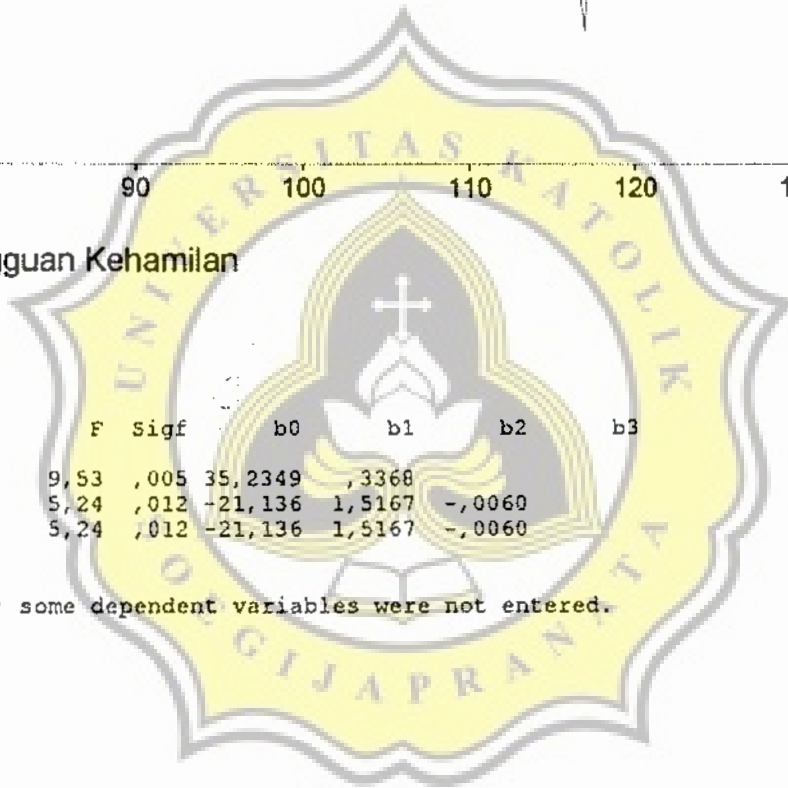 90 100 110 120 1
gguan Kehamilan
F Sigf b0 b1 b2 b3
9,53 ,005 35,2349 ,3368
5,24 ,012 -21,136 1,5167 -,0060
5,24 ,012 -21,136 1,5167 -,0060
some dependent variables were not entered.
UNIVERSITAS KATOLIK
SOEGIJAPRANATA